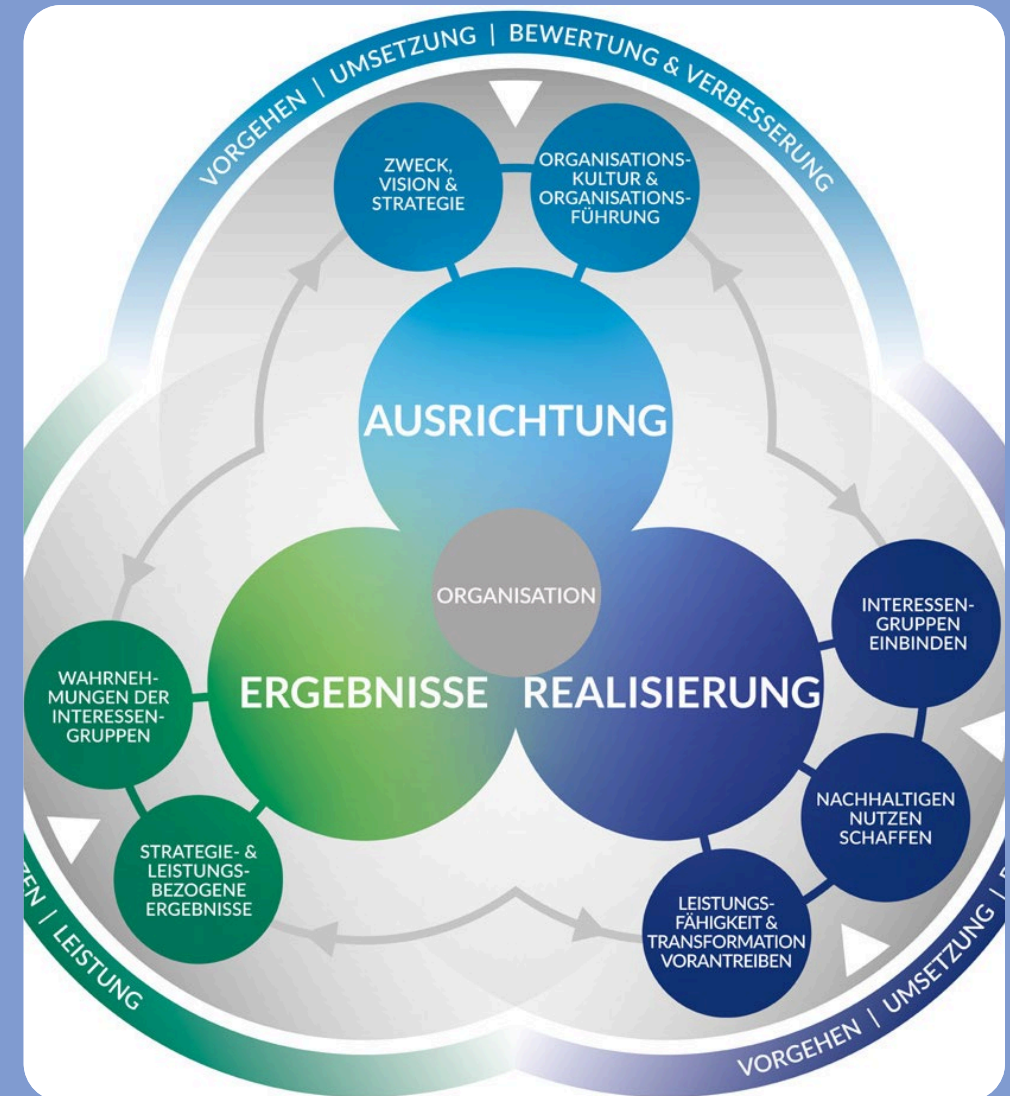 VORGEHEN | UMSETZUNG | BEWERTUNG & VERBESSERUNG
ZWECK,
VISION &
STRATEGIE
ORGANISATIONS-
KULTUR &
ORGANISATIONS-
FÜHRUNG
AUSRICHTUNG
ORGANISATION
ERGEBNISSE
REALISIERUNG
INTERESSEN-
GRUPPEN
EINBINDEN
NACHHALTIGEN
NUTZEN
SCHAFFEN
LEISTUNGS-
FÄHIGKEIT &
TRANSFORMATION
VORANTREIBEN
WAHRNEH-
MUNGEN DER
INTERESSEN-
GRUPPEN
STRATEGIE- &
LEISTUNGS-
BEZOGENE
ERGEBNISSE
ZEN | LEISTUNG
VORGEHEN | UMSETZUNG |